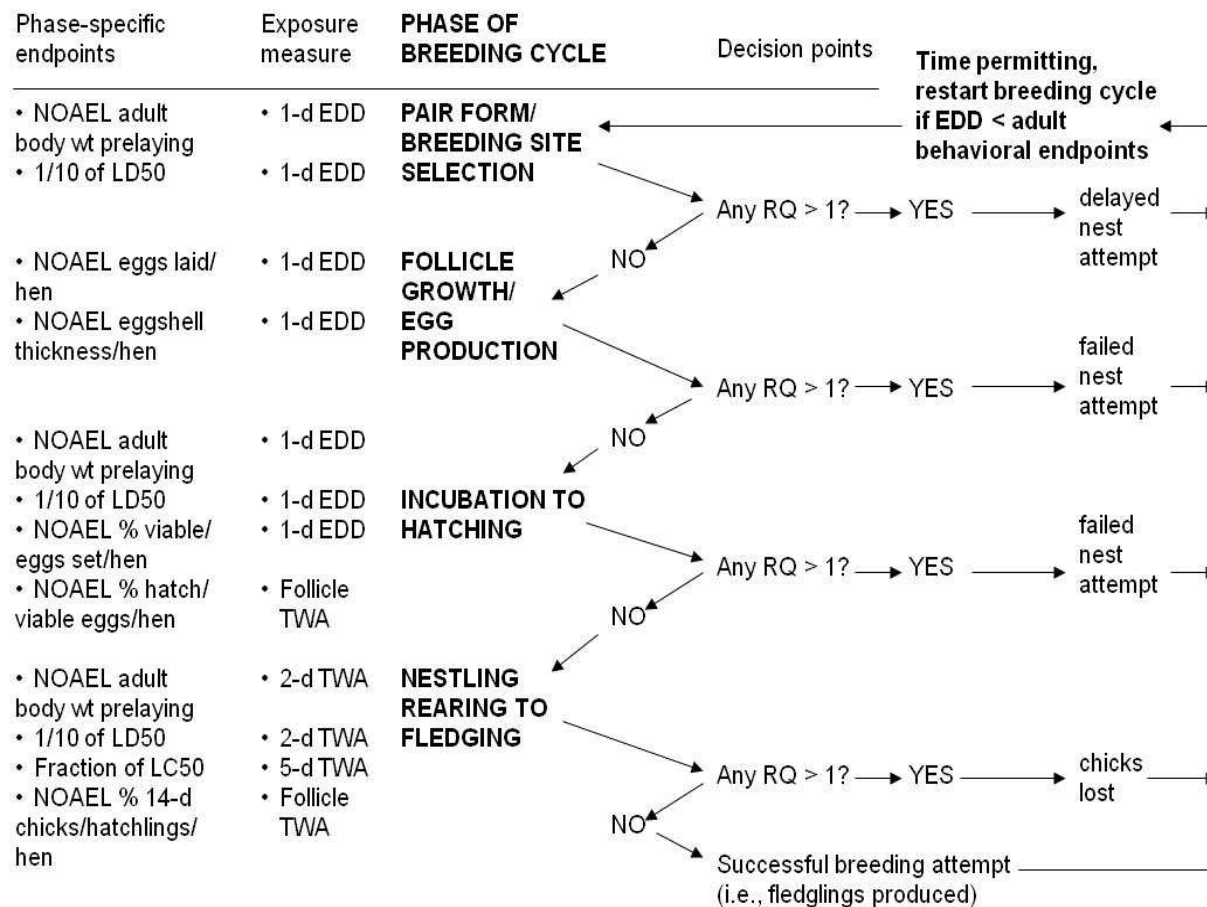 Phase-specific
endpoints
Exposure
measure
PHASE OF
BREEDING CYCLE
Decision points
Time permitting,
restart breeding cycle
if EDD < adult
behavioral endpoints
• NOAEL adult
body wt prelaying
• 1/10 of LD50
• 1-d EDD
• 1-d EDD
PAIR FORM/
BREEDING SITE
SELECTION
Any RQ > 1?
YES
delayed
nest
attempt
NO
• NOAEL eggs laid/
hen
• NOAEL eggshell
thickness/hen
• 1-d EDD
• 1-d EDD
FOLLICLE
GROWTH/
EGG
PRODUCTION
Any RQ > 1?
YES
failed
nest
attempt
NO
• NOAEL adult
body wt prelaying
• 1/10 of LD50
• NOAEL % viable/
eggs set/hen
• NOAEL % hatch/
viable eggs/hen
• 1-d EDD
• 1-d EDD
• 1-d EDD
• Follicle
TWA
INCUBATION TO
HATCHING
Any RQ > 1?
YES
failed
nest
attempt
NO
• NOAEL adult
body wt prelaying
• 1/10 of LD50
• Fraction of LC50
• NOAEL % 14-d
chicks/hatchlings/
hen
• 2-d TWA
• 2-d TWA
• 5-d TWA
• Follicle
TWA
NESTLING
REARING TO
FLEDGING
Any RQ > 1?
YES
chicks
lost
NO
Successful breeding attempt
(i.e., fledglings produced)